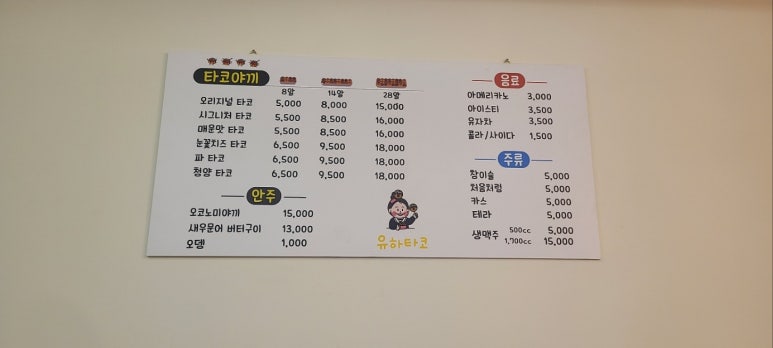 타코야끼
8알 14알 28알
오리지널 타코 5,000 8,000 15,000
시그니처 타코 5,500 8,500 16,000
매운맛 타코 5,500 8,500 16,000
눈꽃치즈 타코 6,500 9,500 18,000
파 타코 6,500 9,500 18,000
청양 타코 6,500 9,500 18,000
안주
오코노미야끼 15,000
새우문어 버터구이 13,000
오뎅 1,000
유하타코
음료
아메리카노 3,000
아이스티 3,500
유자차 3,500
콜라/사이다 1,500
주류
참이슬 5,000
처음처럼 5,000
카스 5,000
테라 5,000
생맥주 500cc 5,000
1,700cc 15,000